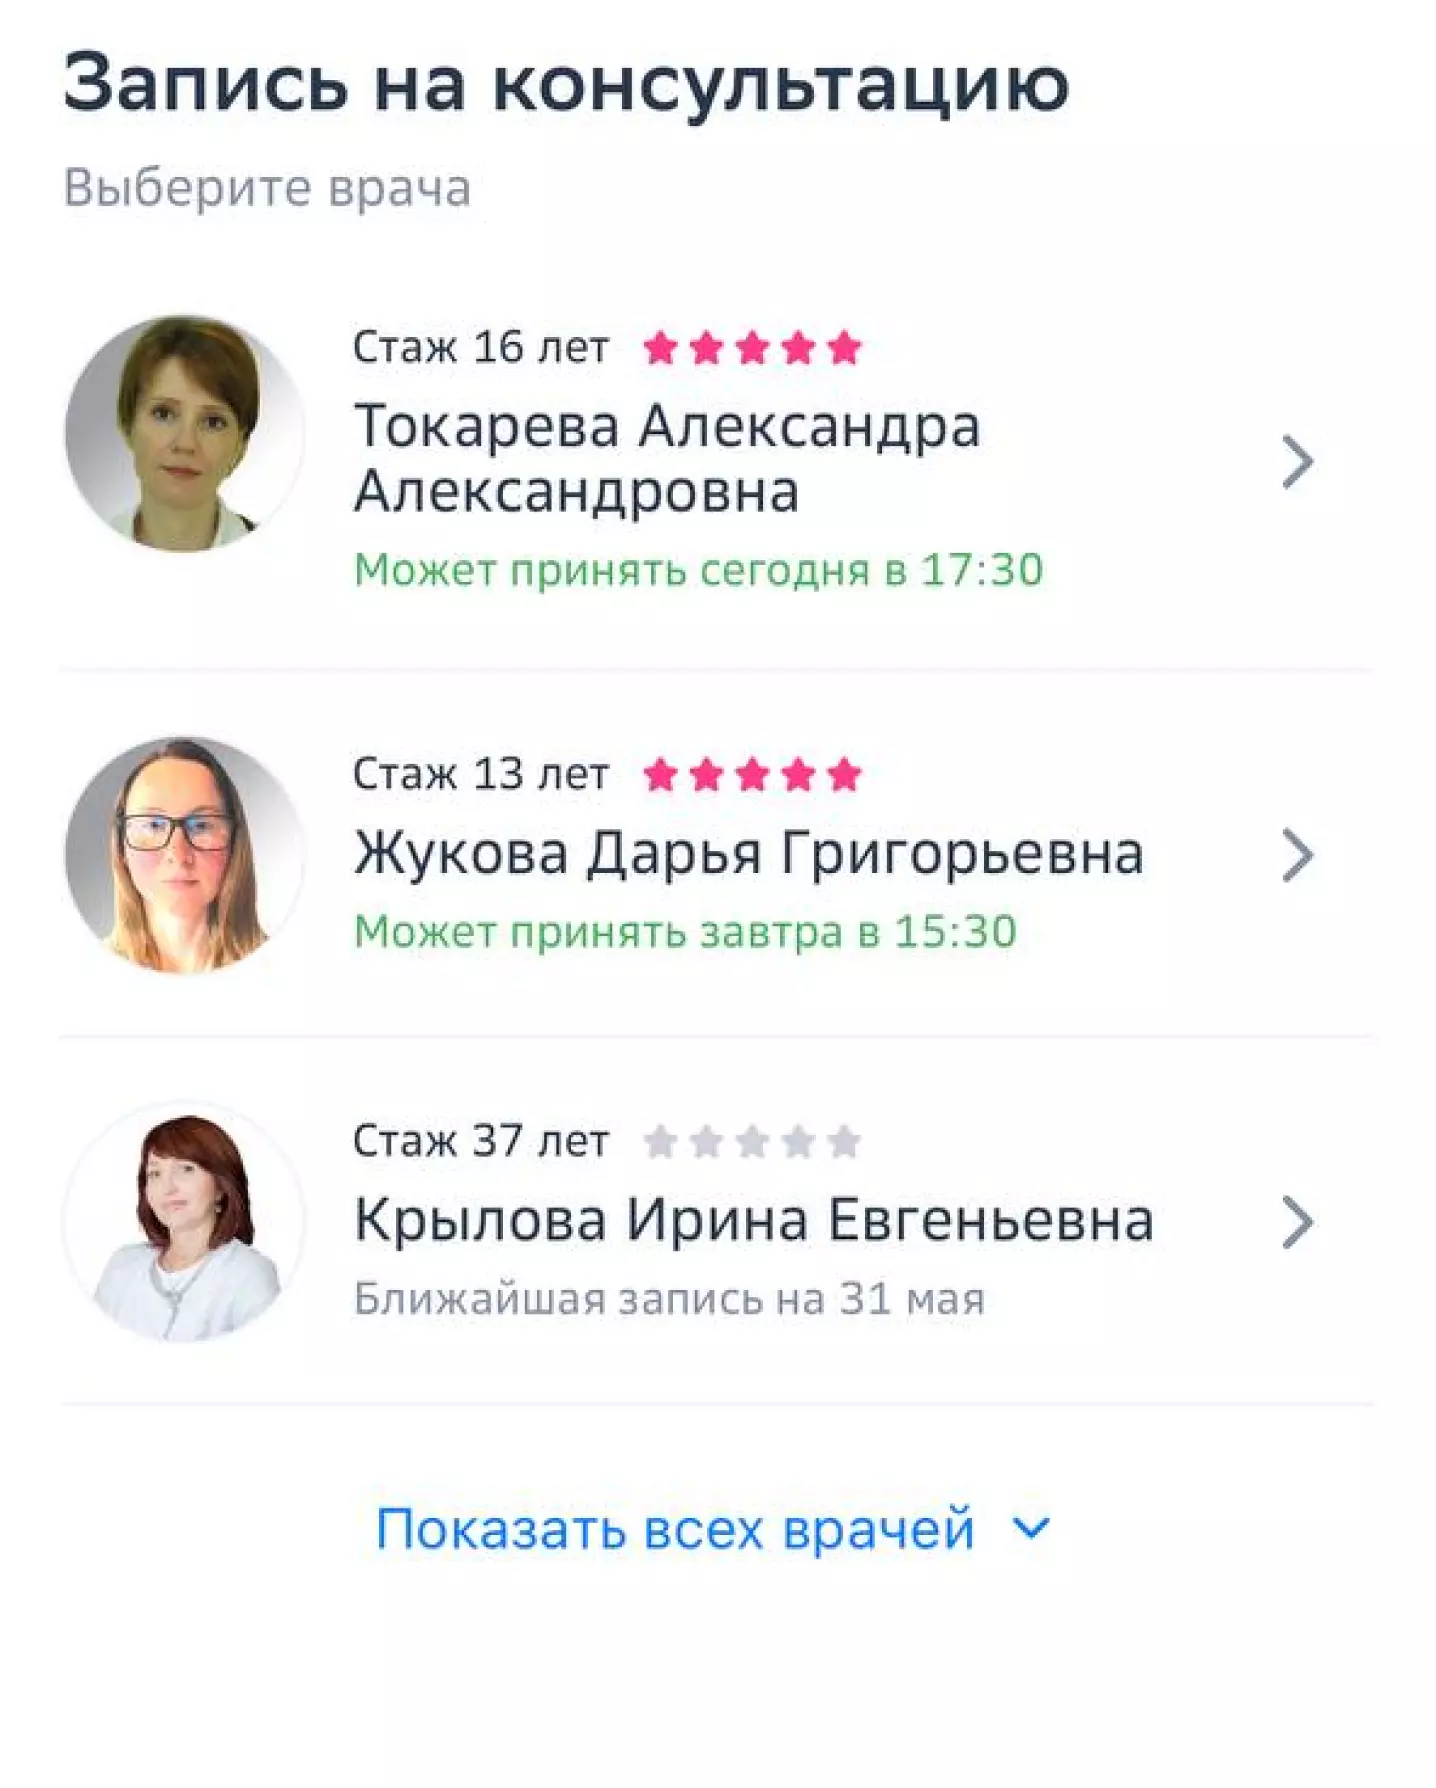 Запись на консультацию
Выберите врача
Стаж 16 лет
Токарева Александра
Александровна
Может принять сегодня в 17:30
Стаж 13 лет
Жукова Дарья Григорьевна
Может принять завтра в 15:30
Стаж 37 лет
Крылова Ирина Евгеньевна
Ближайшая запись на 31 мая
Показать всех врачей